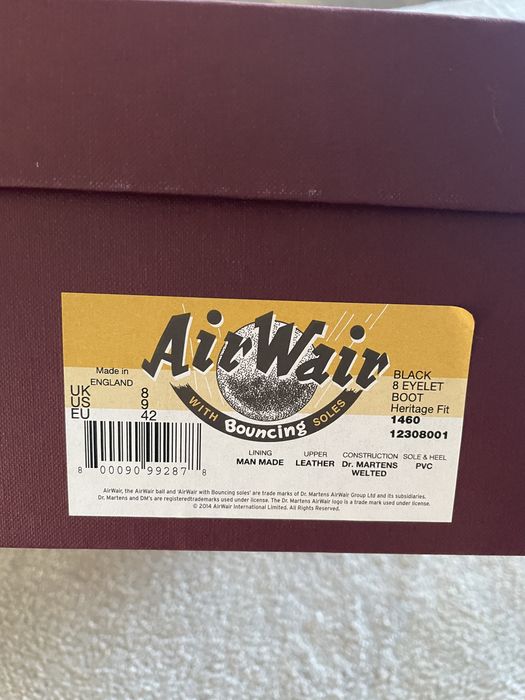 AirWair
WITH Bouncing SOLES
Made in
ENGLAND
UK 8
US 9
EU 42
BLACK
8 EYELET
BOOT
Heritage Fit
1460
12308001
8 00090 99287 8
LINING
MAN MADE
UPPER
LEATHER
CONSTRUCTION
Dr. MARTENS
WELTED
SOLE & HEEL
PVC
AirWair, the AirWair ball and 'AirWair with Bouncing soles' are trade marks of Dr. Martens AirWair Group Ltd and its subsidiaries.
Dr. Martens and DM's are registeredtrademarks used under license. The Dr. Martens AirWair logo is a trade mark used under license.
© 2014 AirWair International Limited. All Rights Reserved.